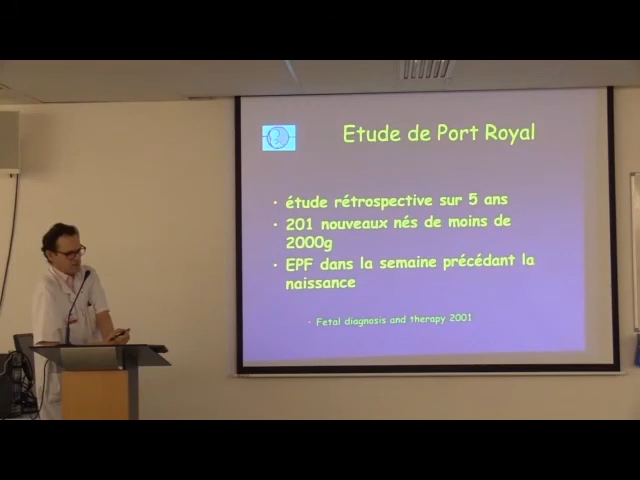 Etude de Port Royal
• étude rétrospective sur 5 ans
• 201 nouveaux nés de moins de
2000g
• EPF dans la semaine précédant la
naissance
• Fetal diagnosis and therapy 2001